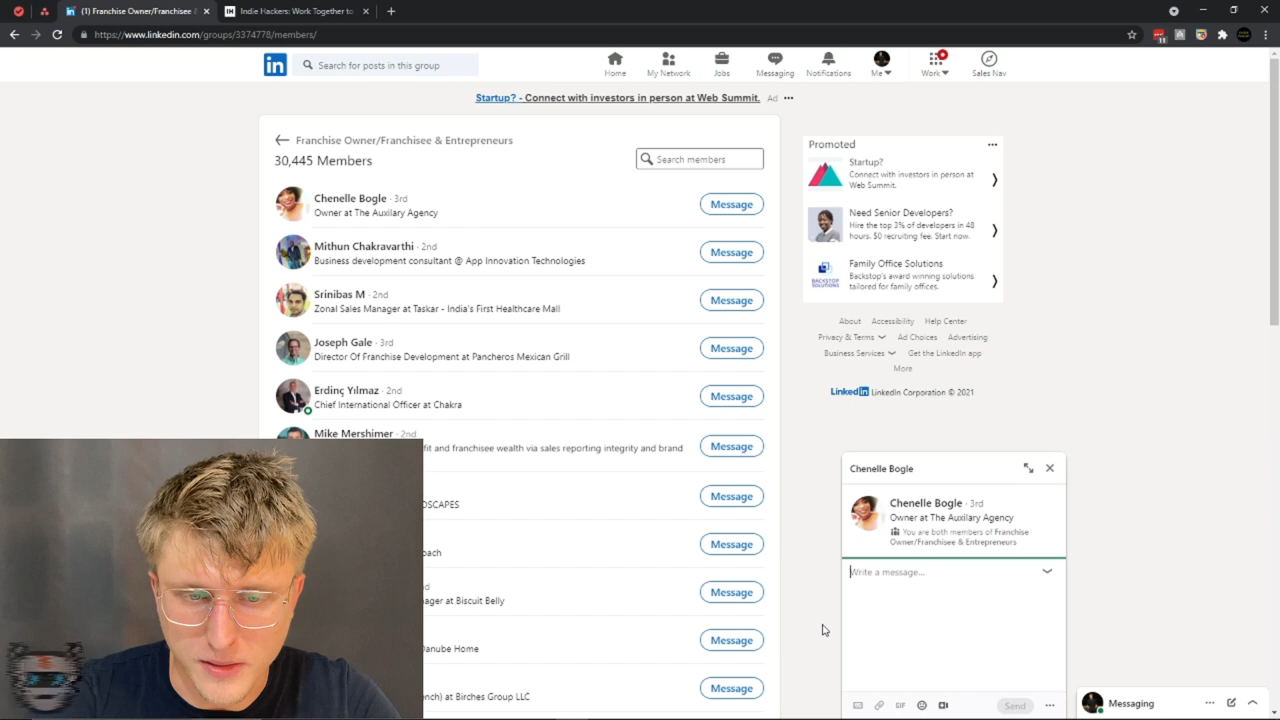 (1) Franchise Owner/Franchisee
Indie Hackers: Work Together to
https://www.linkedin.com/groups/3374778/members/
11
in
Search for posts in this group
Home
My Network
Jobs
Messaging
Notifications
Me
Work
Sales Nav
Startup? - Connect with investors in person at Web Summit. Ad
Franchise Owner/Franchisee & Entrepreneurs
30,445 Members
Search members
Chenelle Bogle · 3rd
Owner at The Auxilary Agency
Message
Mithun Chakravarthi · 2nd
Business development consultant @ App Innovation Technologies
Message
Srinibas M · 2nd
Zonal Sales Manager at Taskar - India's First Healthcare Mall
Message
Joseph Gale · 3rd
Director Of Franchise Development at Pancheros Mexican Grill
Message
Erdinç Yılmaz · 2nd
Chief International Officer at Chakra
Message
Mike Mershimer · 2nd
fit and franchisee wealth via sales reporting integrity and brand
Message
DSCAPES
Message
oach
Message
nd
nager at Biscuit Belly
Message
Danube Home
Message
nch) at Birches Group LLC
Message
Promoted
Startup?
Connect with investors in person at
Web Summit.
Need Senior Developers?
Hire the top 3% of developers in 48
hours. $0 recruiting fee. Start now.
BACKSTOP
SOLUTIONS
Family Office Solutions
Backstop's award winning solutions
tailored for family offices.
About Accessibility Help Center
Privacy & Terms Ad Choices Advertising
Business Services Get the LinkedIn app
More
LinkedIn LinkedIn Corporation © 2021
Chenelle Bogle
Chenelle Bogle · 3rd
Owner at The Auxilary Agency
You are both members of Franchise
Owner/Franchisee & Entrepreneurs
Write a message...
GIF
Send
Messaging